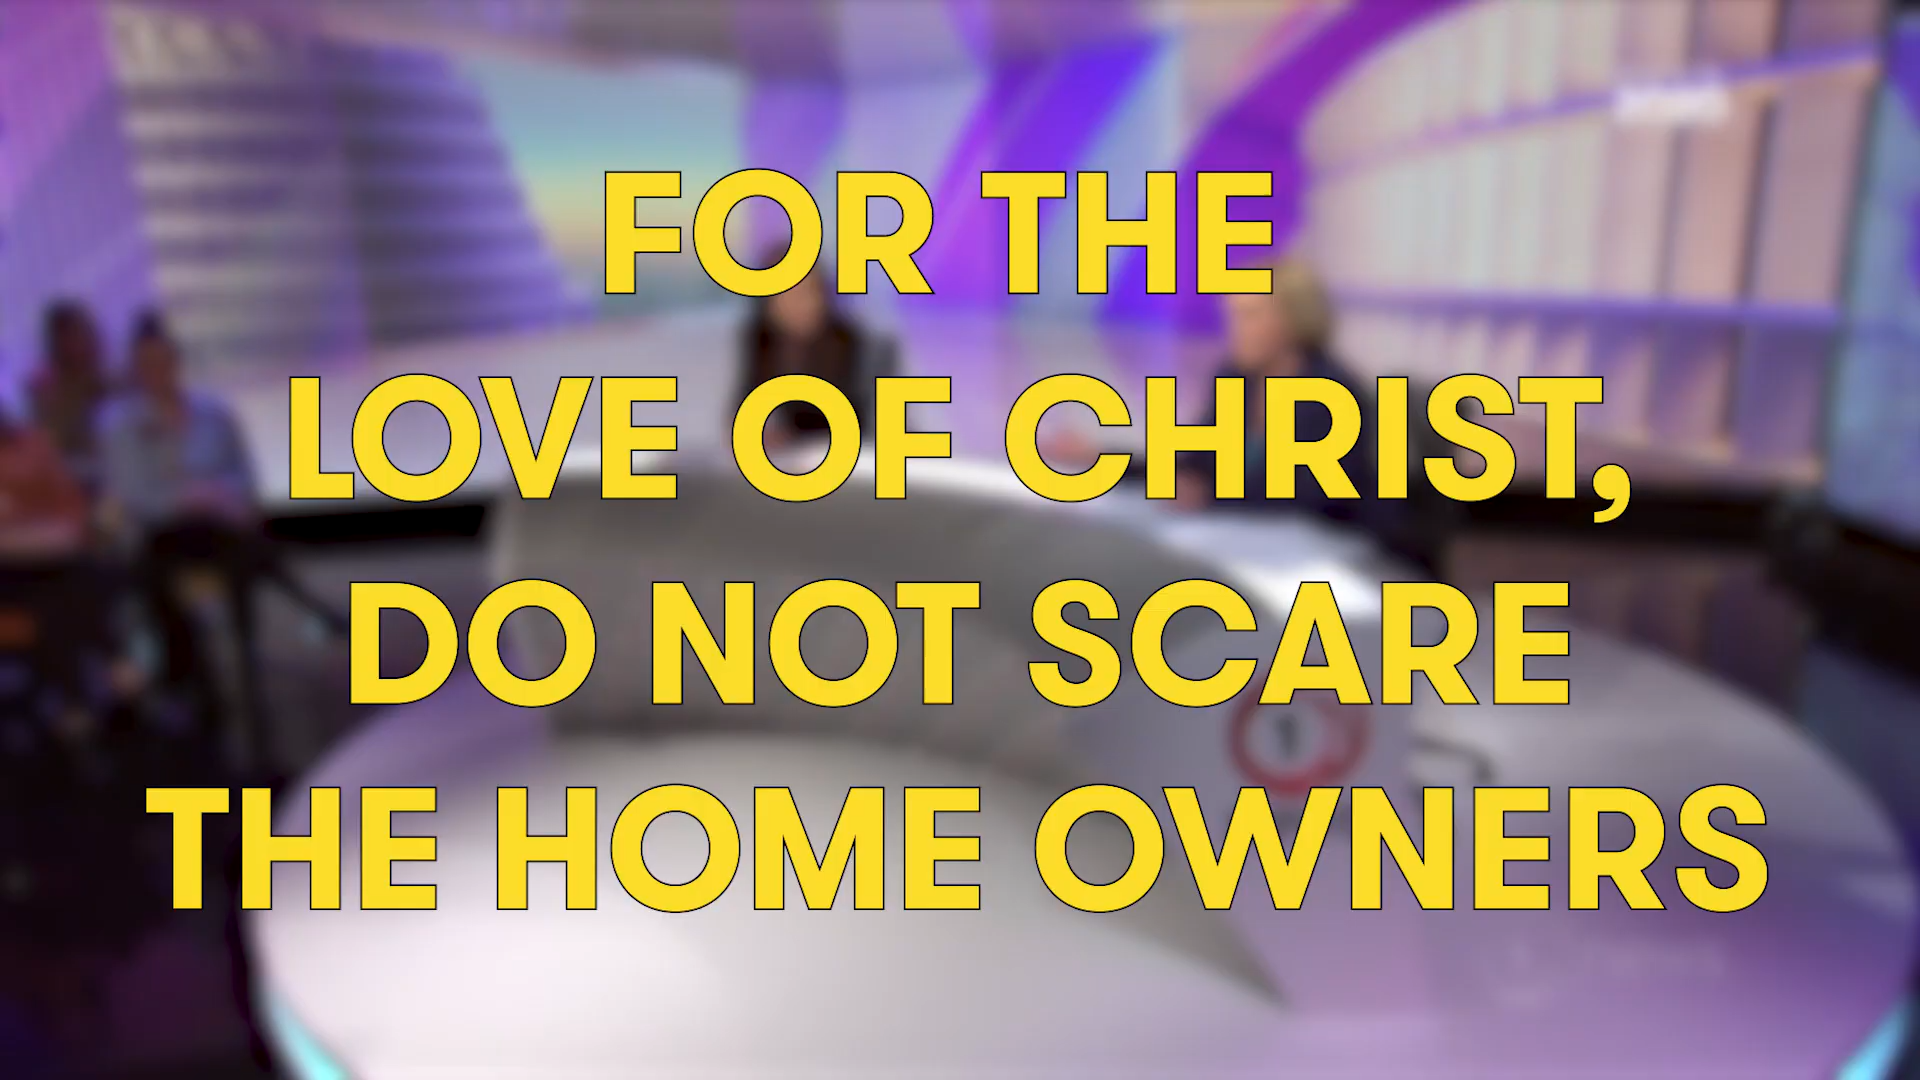 FOR THE
LOVE OF CHRIST,
DO NOT SCARE
THE HOME OWNERS